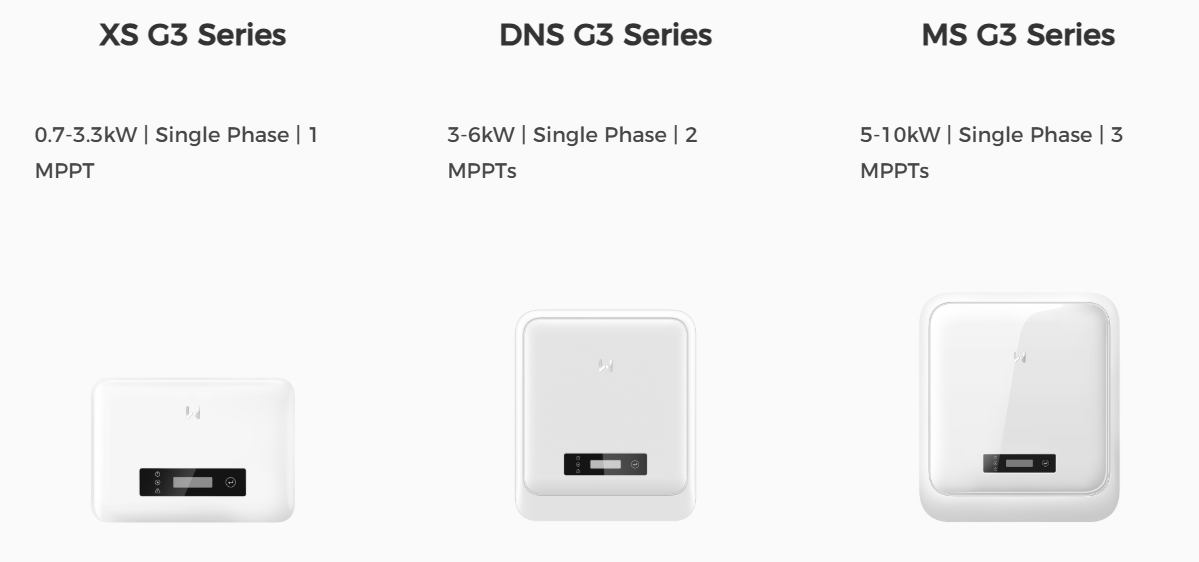 XS G3 Series
0.7-3.3kW | Single Phase | 1
MPPT
DNS G3 Series
3-6kW | Single Phase | 2
MPPTs
MS G3 Series
5-10kW | Single Phase | 3
MPPTs